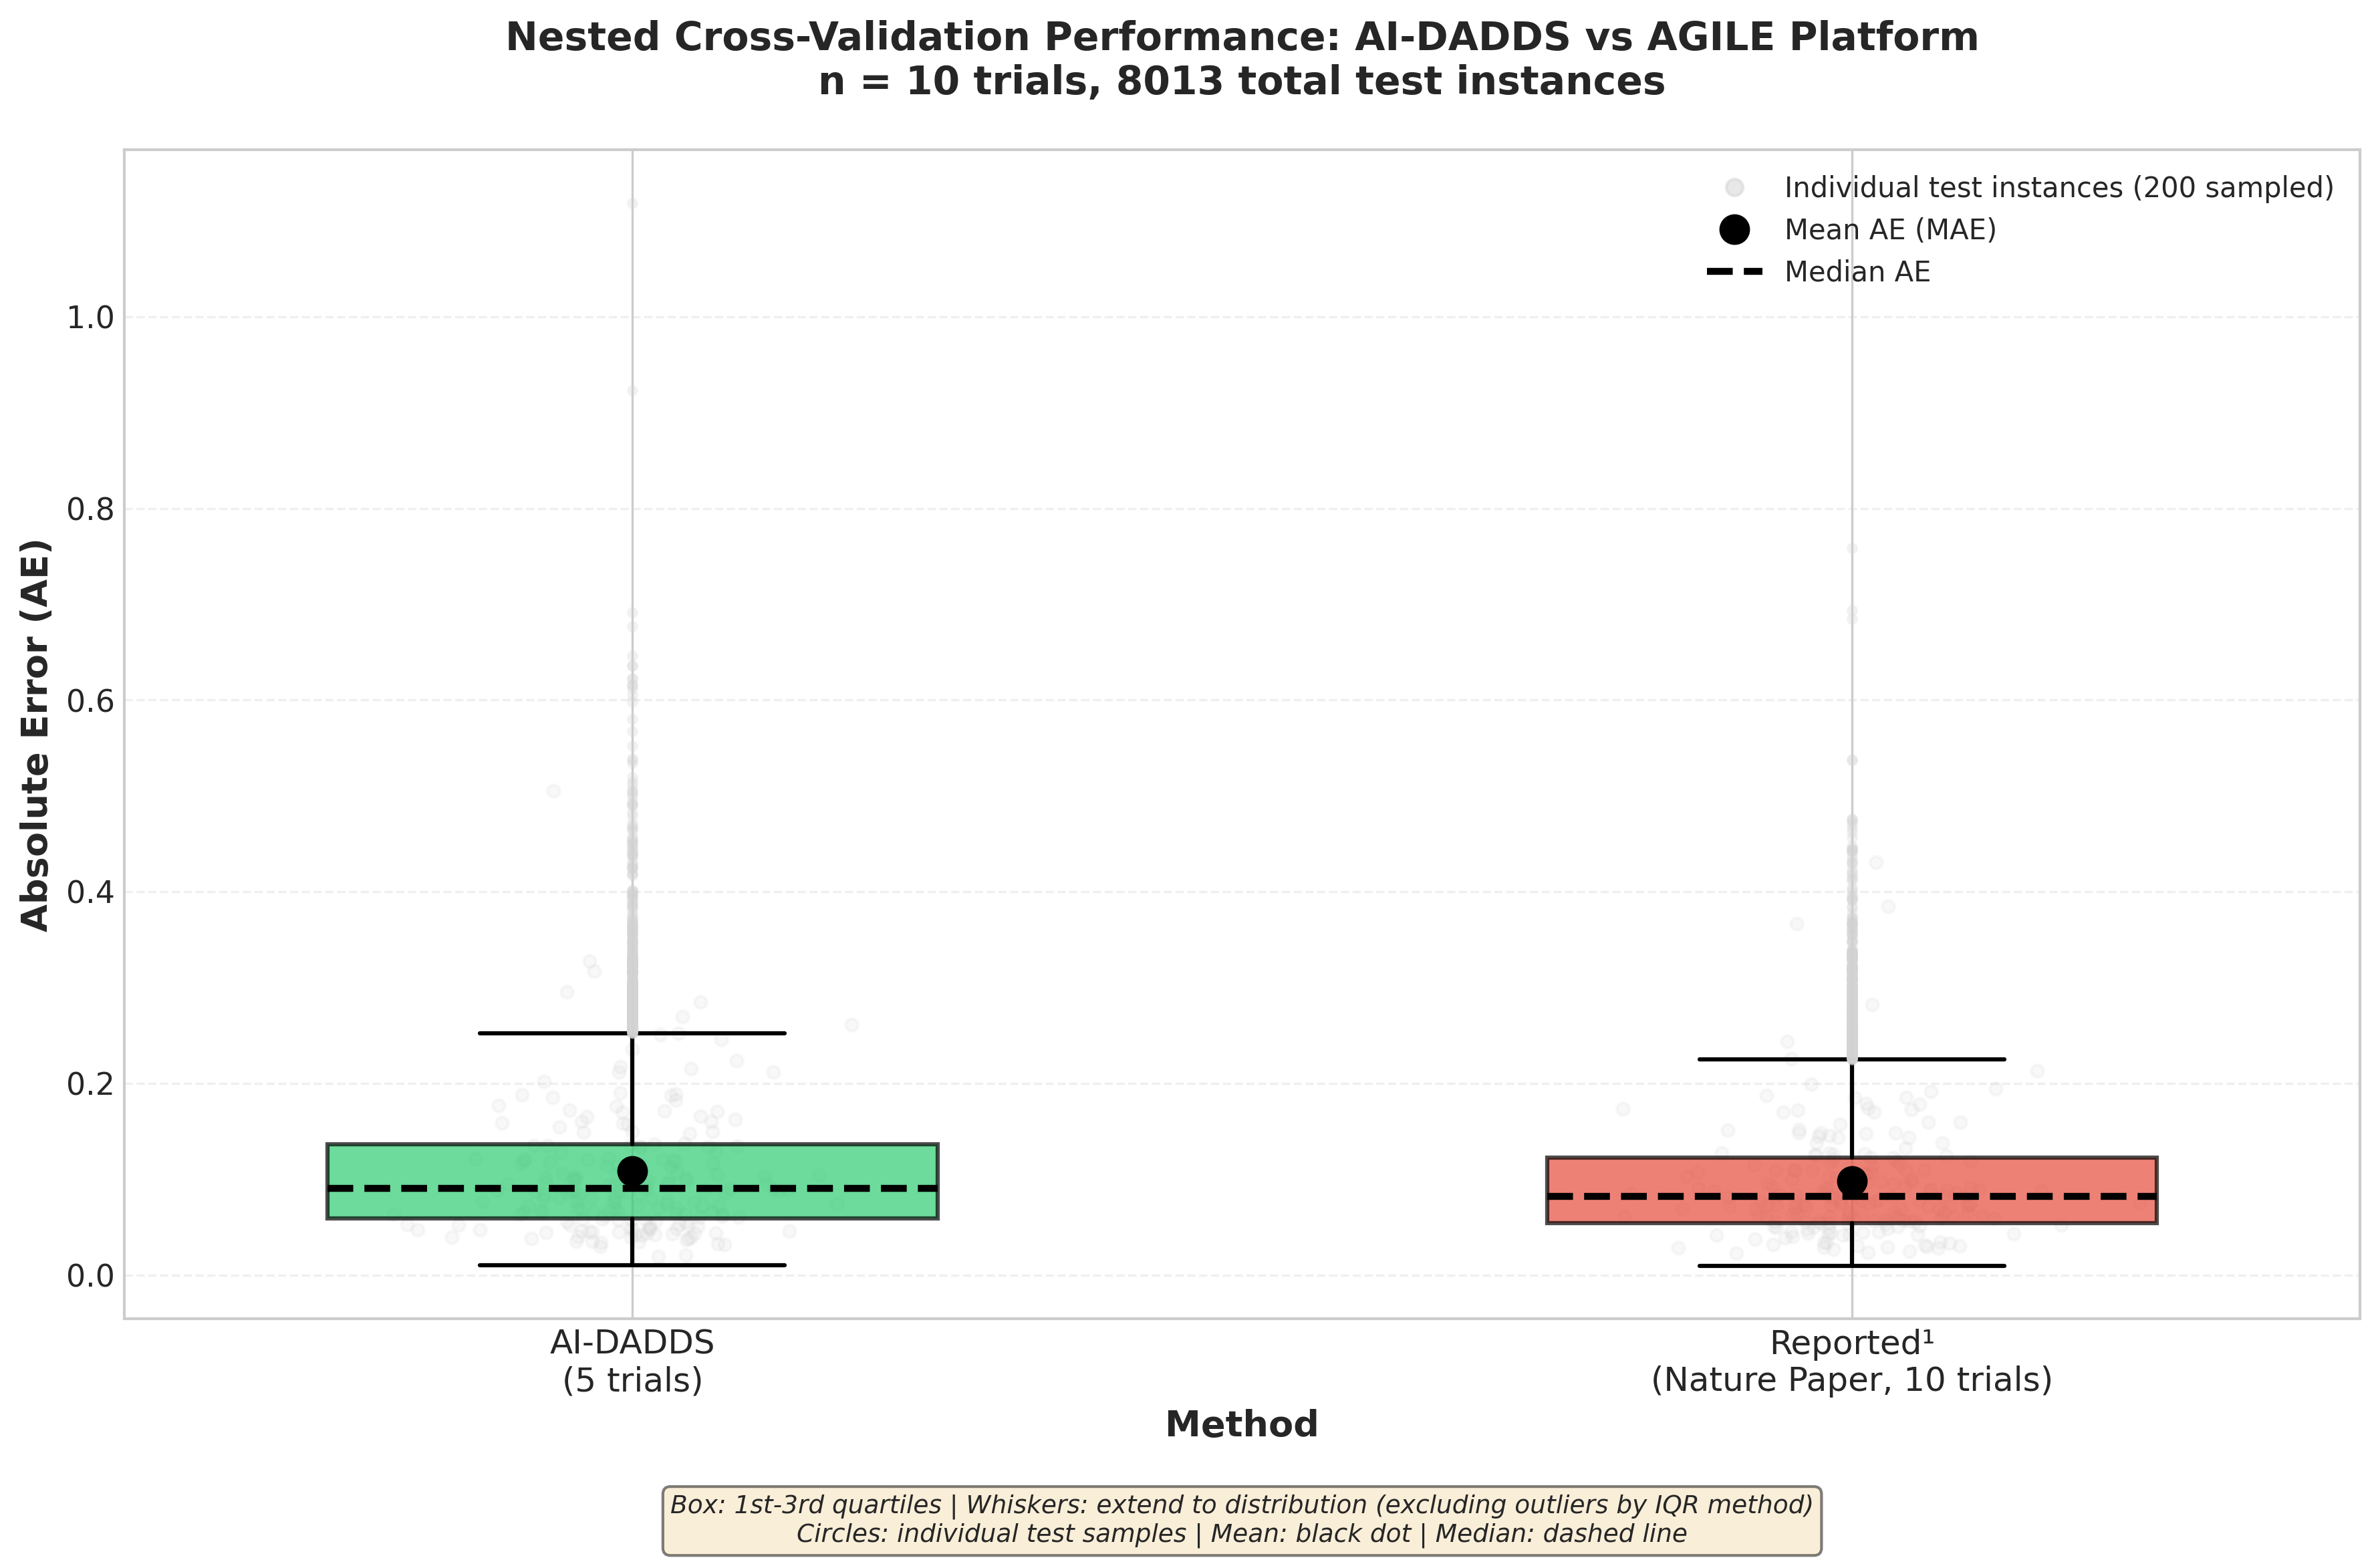 Nested Cross-Validation Performance: AI-DADDS vs AGILE Platform
n = 10 trials, 8013 total test instances
Individual test instances (200 sampled)
Mean AE (MAE)
Median AE
1.0
0.8
0.6
0.4
0.2
0.0
Absolute Error (AE)
AI-DADDS
(5 trials)
Reported¹
(Nature Paper, 10 trials)
Method
Box: 1st-3rd quartiles | Whiskers: extend to distribution (excluding outliers by IQR method)
Circles: individual test samples | Mean: black dot | Median: dashed line